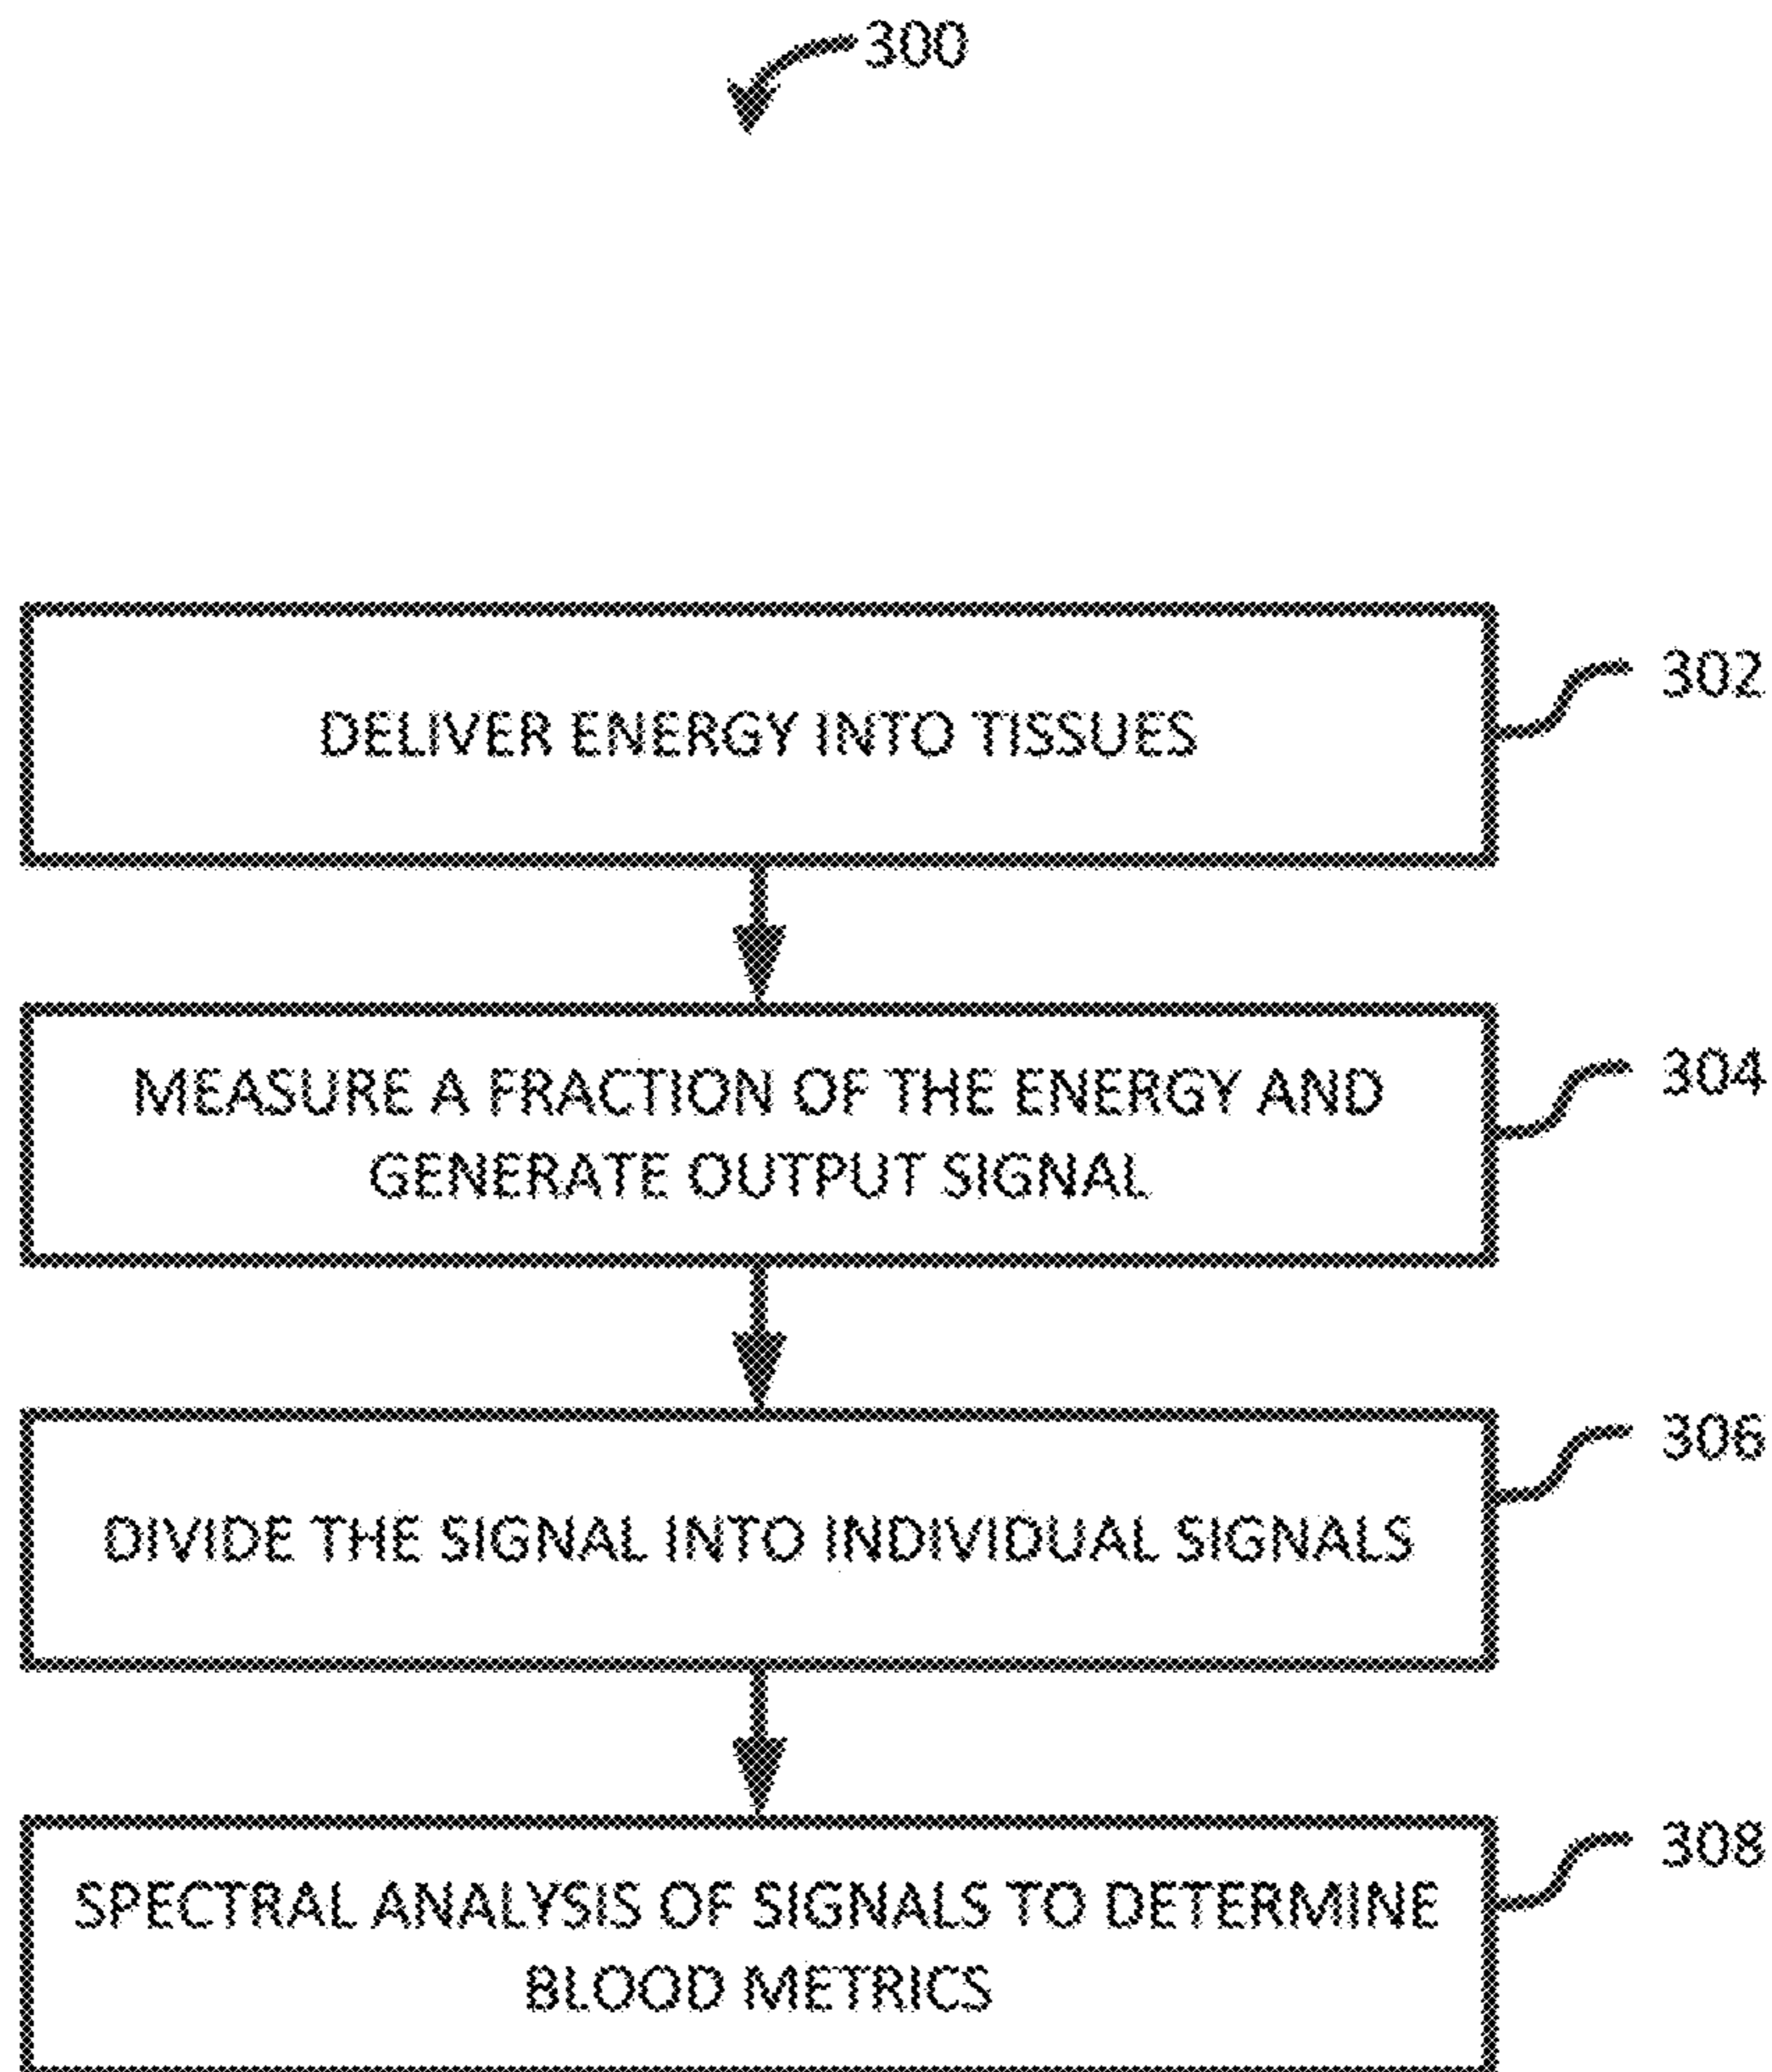 300
DELIVER ENERGY INTO TISSUES
302
MEASURE A FRACTION OF THE ENERGY AND
GENERATE OUTPUT SIGNAL
304
DIVIDE THE SIGNAL INTO INDIVIDUAL SIGNALS
306
SPECTRAL ANALYSIS OF SIGNALS TO DETERMINE
BLOOD METRICS
308